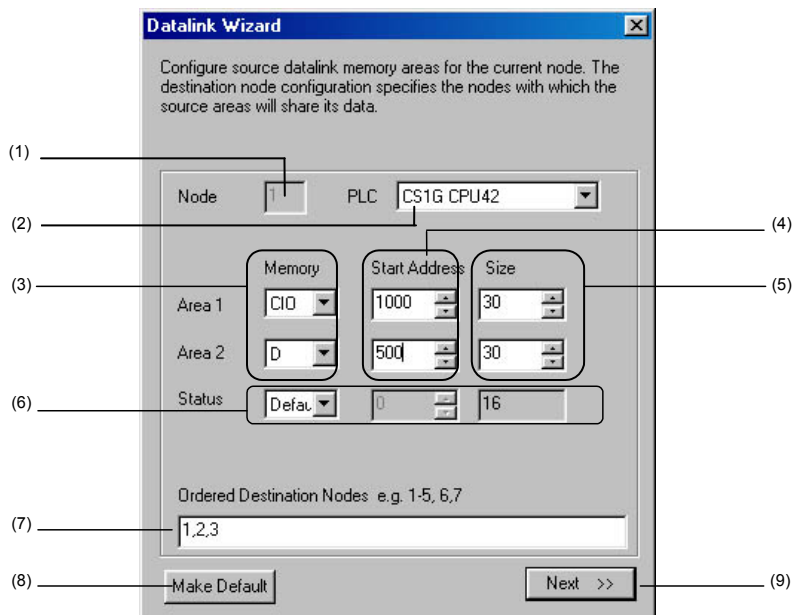 Datalink Wizard
Configure source datalink memory areas for the current node. The
destination node configuration specifies the nodes with which the
source areas will share its data.
(1)
Node 1 PLC CS1G CPU42
(2)
(4)
Memory Start Address Size
(3)
(5)
Area 1 CIO 1000 30
Area 2 D 500 30
(6)
Status Defau 0 16
Ordered Destination Nodes e.g. 1-5, 6,7
(7)
1,2,3
(8)
Make Default Next >>
(9)